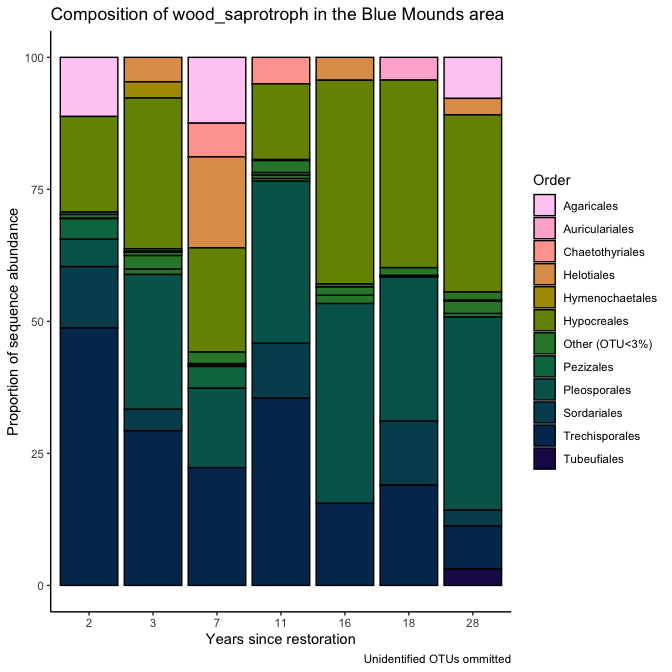 Composition of wood_saprotroph in the Blue Mounds area
Proportion of sequence abundance
100
75
50
25
0
2 3 7 11 16 18 28
Years since restoration
Unidentified OTUs ommitted
Order
Agaricales
Auriculariales
Chaetothyriales
Helotiales
Hymenochaetales
Hypocreales
Other (OTU<3%)
Pezizales
Pleosporales
Sordariales
Trechisporales
Tubeufiales